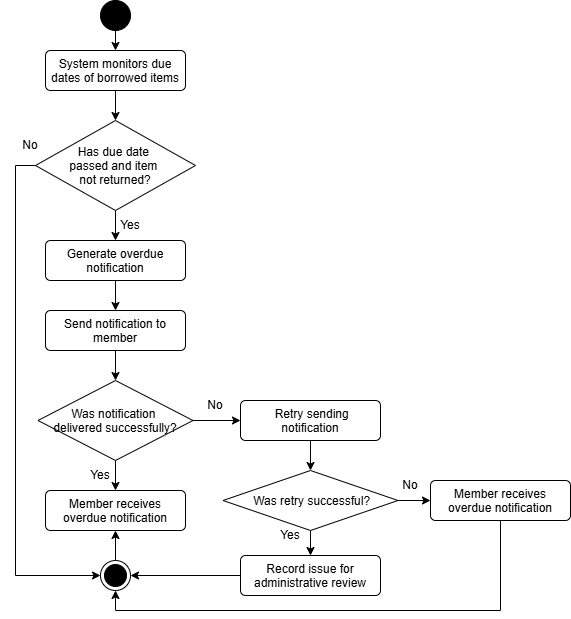 System monitors due
dates of borrowed items
No
Has due date
passed and item
not returned?
Yes
Generate overdue
notification
Send notification to
member
Was notification
delivered successfully?
No
Retry sending
notification
Yes
Member receives
overdue notification
Was retry successful?
No
Member receives
overdue notification
Yes
Record issue for
administrative review